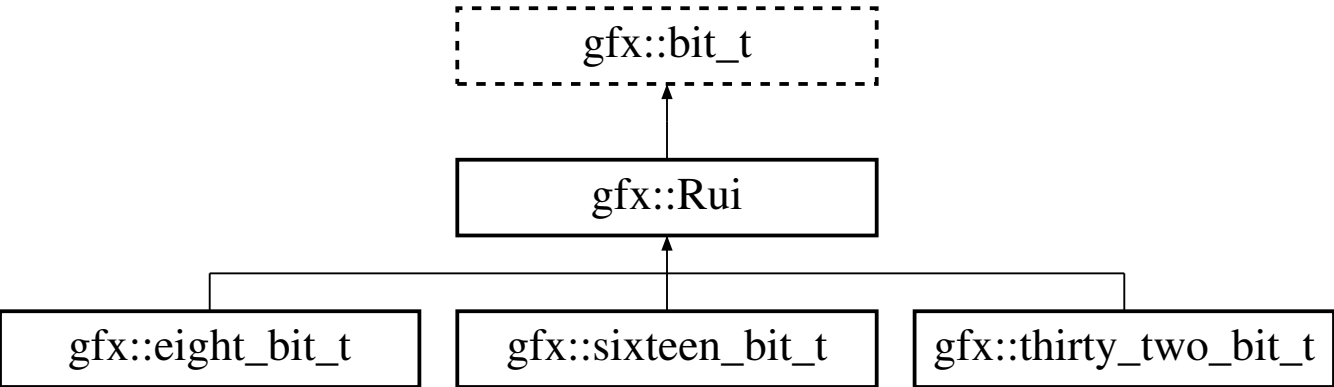 gfx::bit_t
gfx::Rui
gfx::eight_bit_t
gfx::sixteen_bit_t
gfx::thirty_two_bit_t